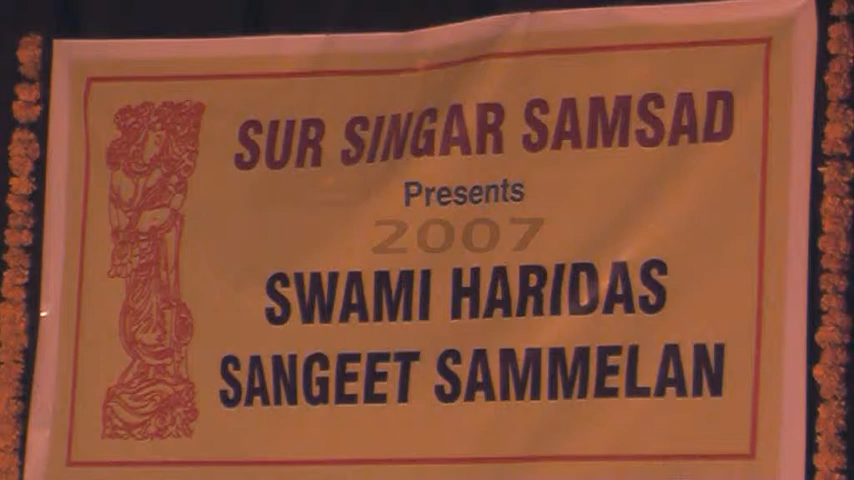 SUR SINGAR SAMSAD
Presents
2007
SWAMI HARIDAS
SANGEET SAMMELAN